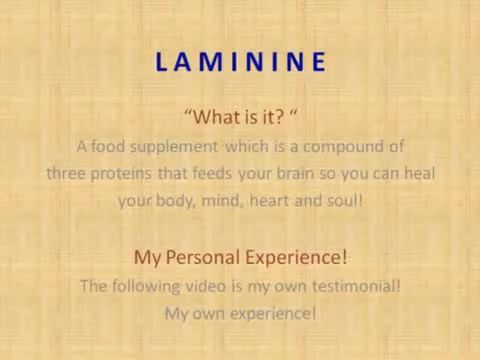 LAMININE
“What is it? “
A food supplement which is a compound of
three proteins that feeds your brain so you can heal
your body, mind, heart and soul!
My Personal Experience!
The following video is my own testimonial!
My own experience!